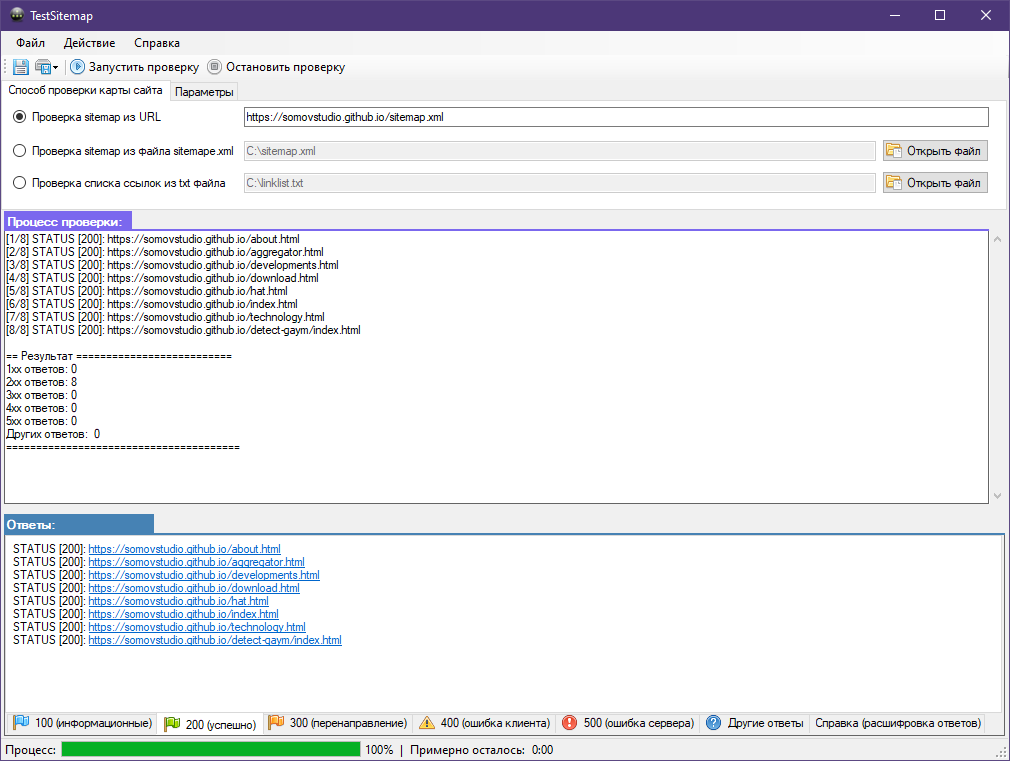 TestSitemap
Файл Действие Справка
Запустить проверку Остановить проверку
Способ проверки карты сайта Параметры
Проверка sitemap из URL https://somovstudio.github.io/sitemap.xml
Проверка sitemap из файла sitemape.xml C:\sitemap.xml Открыть файл
Проверка списка ссылок из txt файла C:\linklist.txt Открыть файл
Процесс проверки:
[1/8] STATUS [200]: https://somovstudio.github.io/about.html
[2/8] STATUS [200]: https://somovstudio.github.io/aggregator.html
[3/8] STATUS [200]: https://somovstudio.github.io/developments.html
[4/8] STATUS [200]: https://somovstudio.github.io/download.html
[5/8] STATUS [200]: https://somovstudio.github.io/hat.html
[6/8] STATUS [200]: https://somovstudio.github.io/index.html
[7/8] STATUS [200]: https://somovstudio.github.io/technology.html
[8/8] STATUS [200]: https://somovstudio.github.io/detect-gaym/index.html
== Результат ==========================
1xx ответов: 0
2xx ответов: 8
3xx ответов: 0
4xx ответов: 0
5xx ответов: 0
Других ответов: 0
=======================================
Ответы:
STATUS [200]: https://somovstudio.github.io/about.html
STATUS [200]: https://somovstudio.github.io/aggregator.html
STATUS [200]: https://somovstudio.github.io/developments.html
STATUS [200]: https://somovstudio.github.io/download.html
STATUS [200]: https://somovstudio.github.io/hat.html
STATUS [200]: https://somovstudio.github.io/index.html
STATUS [200]: https://somovstudio.github.io/technology.html
STATUS [200]: https://somovstudio.github.io/detect-gaym/index.html
100 (информационные) 200 (успешно) 300 (перенаправление) 400 (ошибка клиента) 500 (ошибка сервера) Другие ответы Справка (расшифровка ответов)
Процесс: 100% | Примерно осталось: 0:00